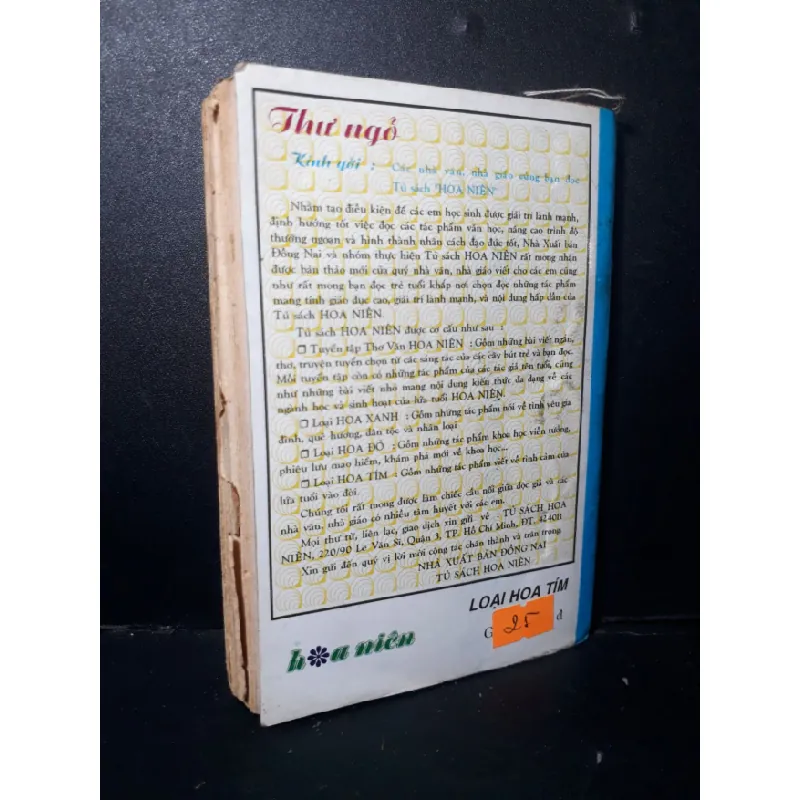 Thư ngỏ
Kính gởi : Các nhà văn, nhà giáo cùng bạn đọc
Tủ sách "HOA NIÊN"
Nhằm tạo điều kiện để các em học sinh được giải trí lành mạnh,
định hướng tốt việc đọc các tác phẩm văn học, nâng cao trình độ
thưởng ngoạn và hình thành nhân cách đạo đức tốt, Nhà Xuất bản
Đồng Nai và nhóm thực hiện Tủ sách HOA NIÊN rất mong nhận
được bản thảo mới của quý nhà văn, nhà giáo viết cho các em cũng
như rất mong bạn đọc trẻ tuổi khắp nơi chọn đọc những tác phẩm
mang tính giáo dục cao, giải trí lành mạnh, và nội dung hấp dẫn của
Tủ sách HOA NIÊN.
Tủ sách HOA NIÊN được cơ cấu như sau :
❒ Tuyển tập Thơ Văn HOA NIÊN : Gồm những bài viết ngắn,
thơ, truyện tuyển chọn từ các sáng tác của các cây bút trẻ và bạn đọc.
Mỗi tuyển tập còn có những tác phẩm của các tác giả tên tuổi, cũng
như những bài viết nhỏ mang nội dung kiến thức đa dạng về các
ngành học và sinh hoạt của lứa tuổi HOA NIÊN.
❒ Loại HOA XANH : Gồm những tác phẩm nói về tình yêu gia
đình, quê hương, dân tộc và nhân loại
❒ Loại HOA ĐỎ : Gồm những tác phẩm khoa học viễn tưởng,
phiêu lưu mạo hiểm, khám phá mới về khoa học...
❒ Loại HOA TÍM : Gồm những tác phẩm viết về tình cảm của
lứa tuổi vào đời.
Chúng tôi rất mong được làm chiếc cầu nối giữa độc giả và các
nhà văn, nhà giáo có nhiều tâm huyết với các em.
Mọi thư từ, liên lạc, giao dịch xin gửi về : TỦ SÁCH HOA
NIÊN, 220/90 Lê Văn Sĩ, Quận 3, TP. Hồ Chí Minh, ĐT. 42408
Xin gửi đến quý vị lời mời cộng tác chân thành và trân trọng.
NHÀ XUẤT BẢN ĐỒNG NAI
TỦ SÁCH HOA NIÊN
LOẠI HOA TÍM
G 25 đ
hoa niên